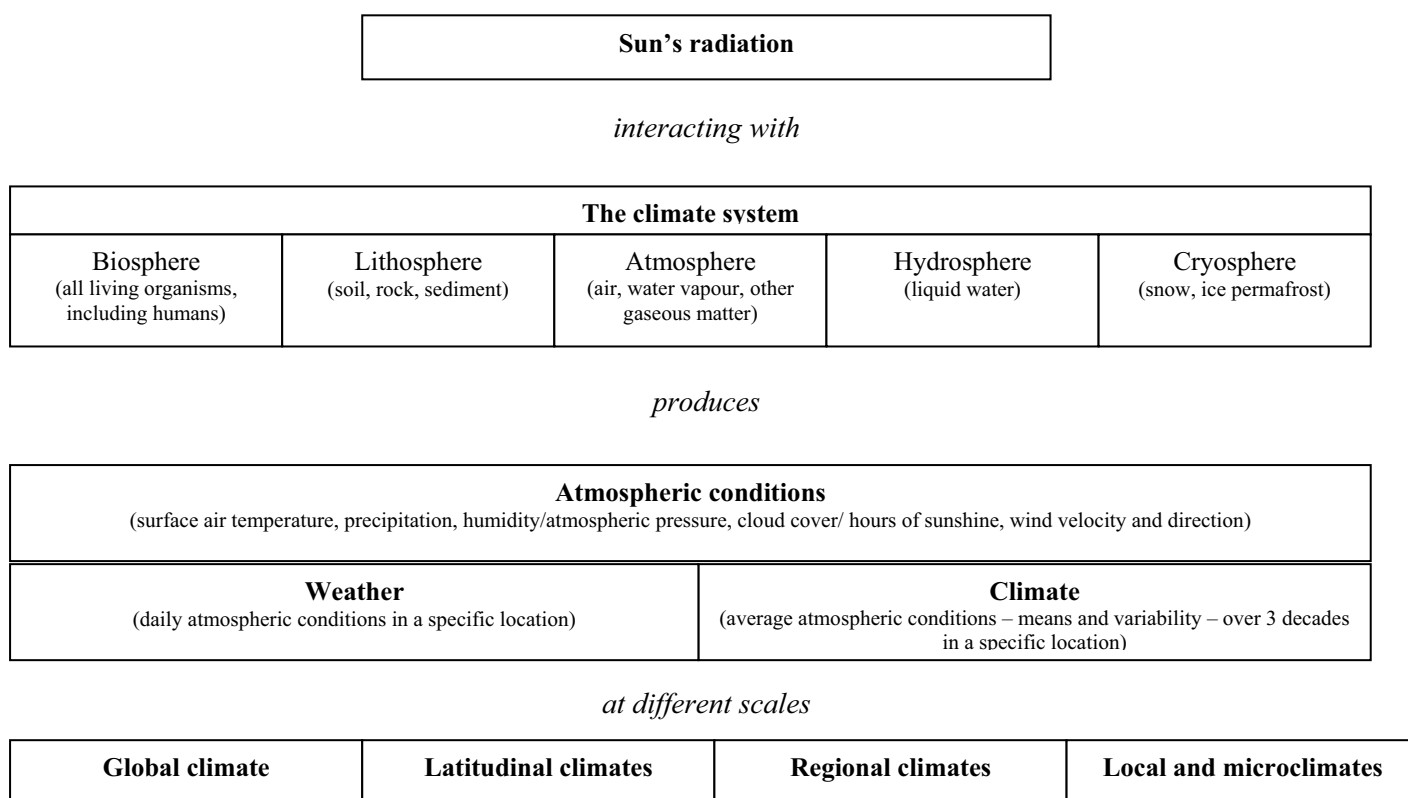 Sun’s radiation
interacting with
The climate system
Biosphere
(all living organisms,
including humans)
Lithosphere
(soil, rock, sediment)
Atmosphere
(air, water vapour, other
gaseous matter)
Hydrosphere
(liquid water)
Cryosphere
(snow, ice permafrost)
produces
Atmospheric conditions
(surface air temperature, precipitation, humidity/atmospheric pressure, cloud cover/ hours of sunshine, wind velocity and direction)
Weather
(daily atmospheric conditions in a specific location)
Climate
(average atmospheric conditions – means and variability – over 3 decades
in a specific location)
at different scales
Global climate
Latitudinal climates
Regional climates
Local and microclimates